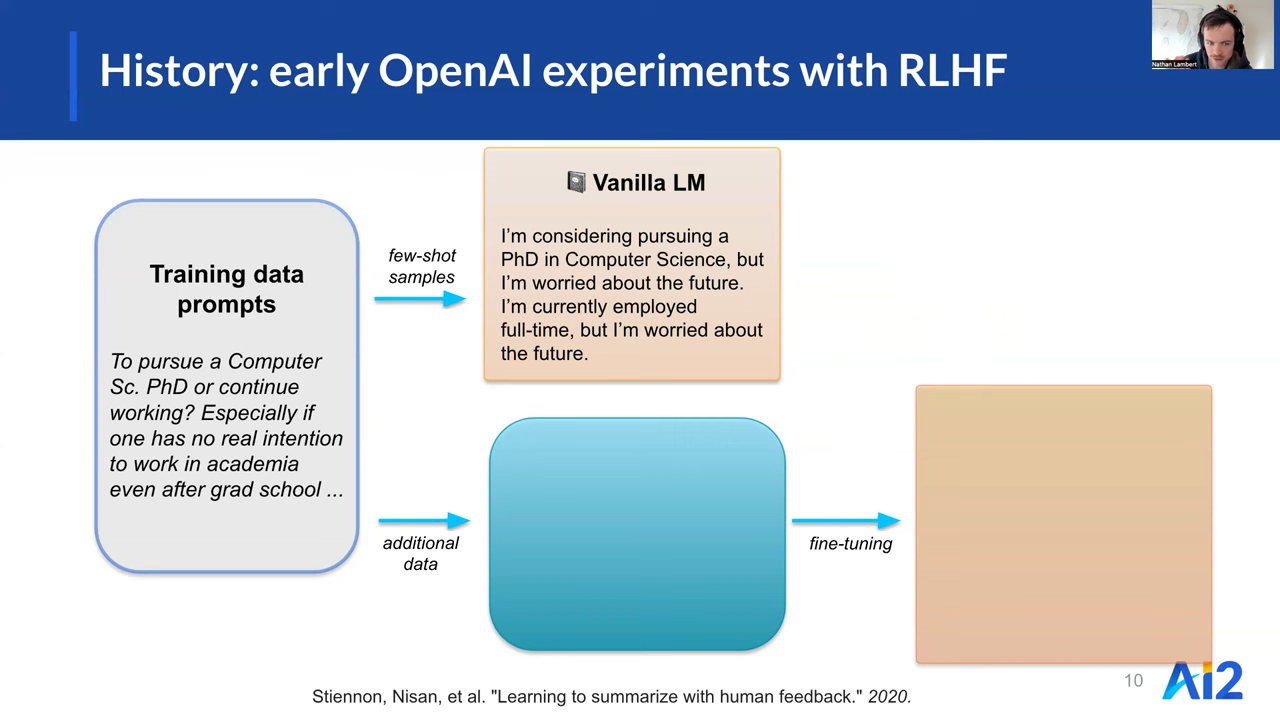 History: early OpenAI experiments with RLHF
Nathan Lambert
Training data
prompts
To pursue a Computer
Sc. PhD or continue
working? Especially if
one has no real intention
to work in academia
even after grad school ...
few-shot
samples
Vanilla LM
I'm considering pursuing a
PhD in Computer Science, but
I'm worried about the future.
I'm currently employed
full-time, but I'm worried about
the future.
additional
data
fine-tuning
Stiennon, Nisan, et al. "Learning to summarize with human feedback." 2020.
10
Ai2